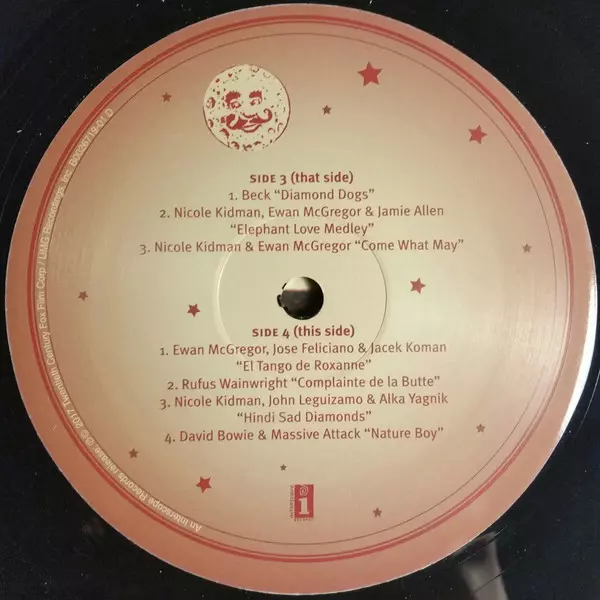 SIDE 3 (that side)
1. Beck “Diamond Dogs”
2. Nicole Kidman, Ewan McGregor & Jamie Allen
“Elephant Love Medley”
3. Nicole Kidman & Ewan McGregor “Come What May”
SIDE 4 (this side)
1. Ewan McGregor, Jose Feliciano & Jacek Koman
“El Tango de Roxanne”
2. Rufus Wainwright “Complainte de la Butte”
3. Nicole Kidman, John Leguizamo & Alka Yagnik
“Hindi Sad Diamonds”
4. David Bowie & Massive Attack “Nature Boy”
An Interscope Records release ℗© 2017 Twentieth Century Fox Film Corp / UMG Recordings, Inc. B0026719-01 D
interscope
i